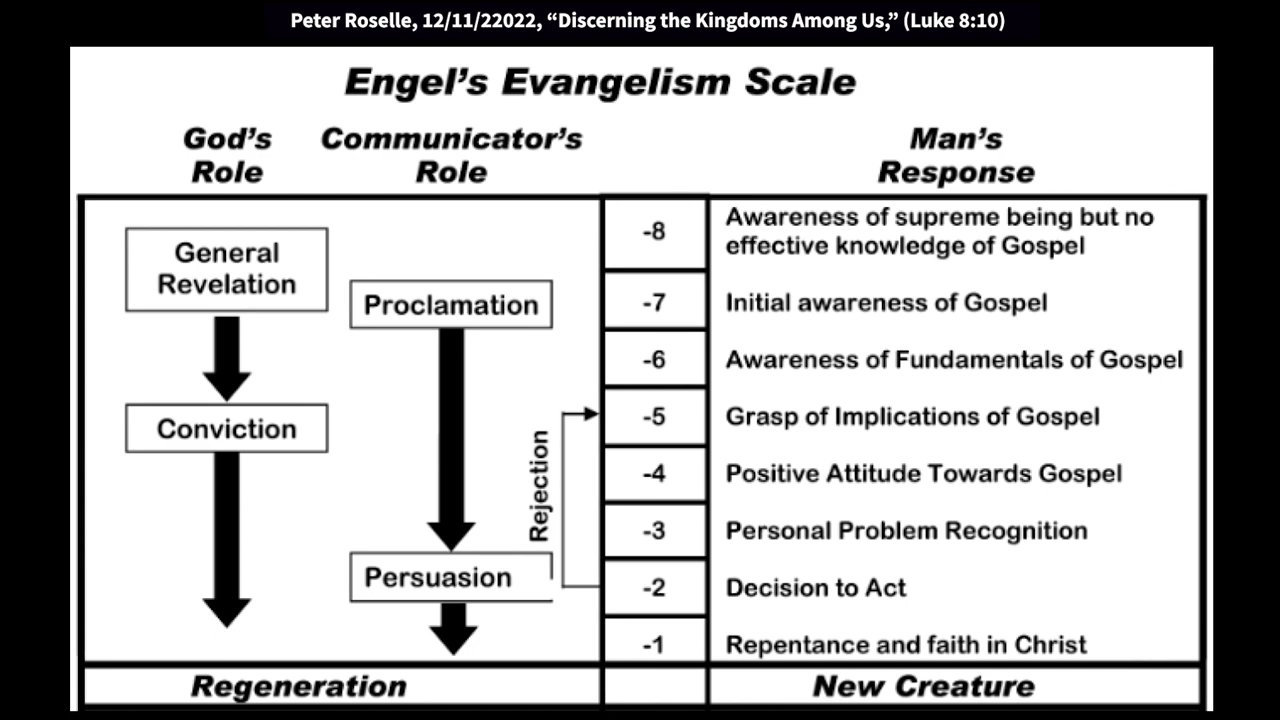 Peter Roselle, 12/11/22022, “Discerning the Kingdoms Among Us,” (Luke 8:10)
Engel’s Evangelism Scale
God’s
Role
Communicator’s
Role
Man’s
Response
General
Revelation
Conviction
Proclamation
Persuasion
Rejection
-8 Awareness of supreme being but no
effective knowledge of Gospel
-7 Initial awareness of Gospel
-6 Awareness of Fundamentals of Gospel
-5 Grasp of Implications of Gospel
-4 Positive Attitude Towards Gospel
-3 Personal Problem Recognition
-2 Decision to Act
-1 Repentance and faith in Christ
Regeneration
New Creature